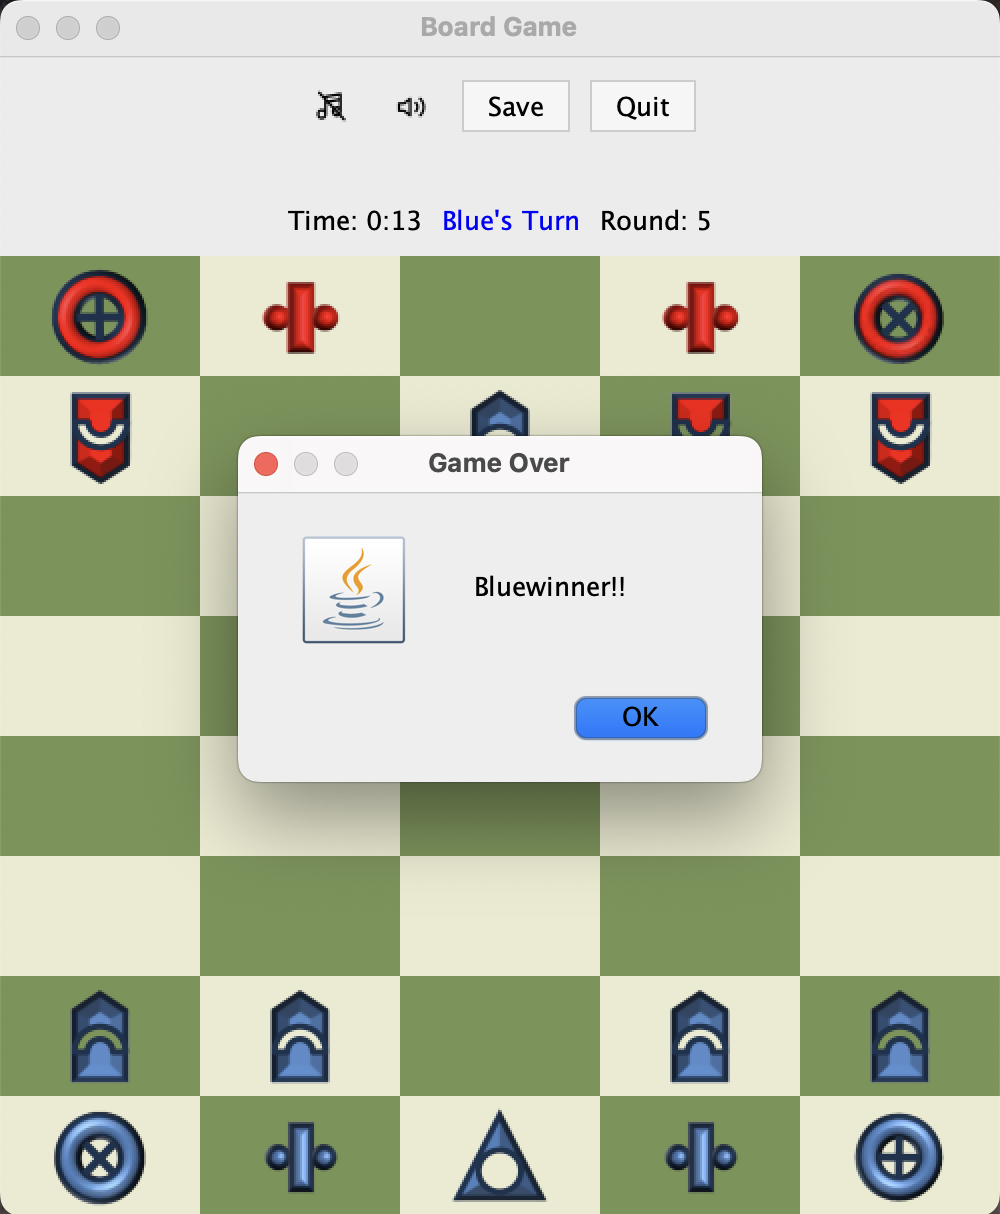 Board Game
Save Quit
Time: 0:13 Blue's Turn Round: 5
Game Over
Bluewinner!!
OK